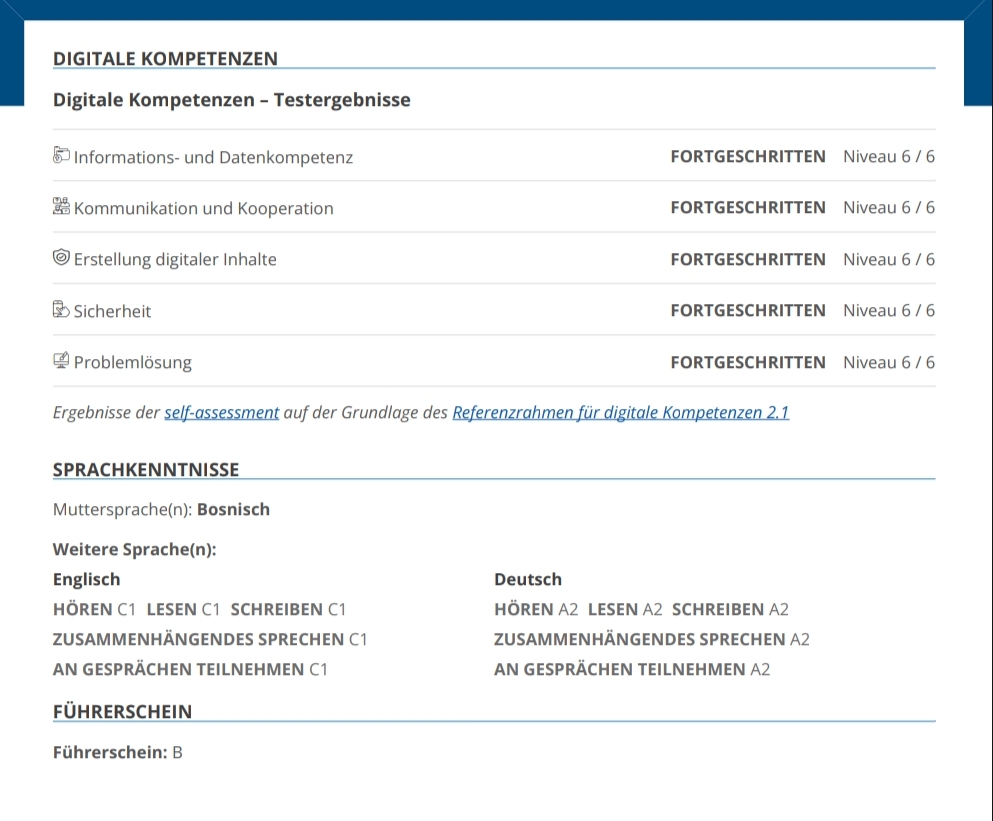 DIGITALE KOMPETENZEN
Digitale Kompetenzen – Testergebnisse
Informations- und Datenkompetenz FORTGESCHRITTEN Niveau 6 / 6
Kommunikation und Kooperation FORTGESCHRITTEN Niveau 6 / 6
Erstellung digitaler Inhalte FORTGESCHRITTEN Niveau 6 / 6
Sicherheit FORTGESCHRITTEN Niveau 6 / 6
Problemlösung FORTGESCHRITTEN Niveau 6 / 6
Ergebnisse der self-assessment auf der Grundlage des Referenzrahmen für digitale Kompetenzen 2.1
SPRACHKENNTNISSE
Muttersprache(n): Bosnisch
Weitere Sprache(n):
Englisch
HÖREN C1 LESEN C1 SCHREIBEN C1
ZUSAMMENHÄNGENDES SPRECHEN C1
AN GESPRÄCHEN TEILNEHMEN C1
Deutsch
HÖREN A2 LESEN A2 SCHREIBEN A2
ZUSAMMENHÄNGENDES SPRECHEN A2
AN GESPRÄCHEN TEILNEHMEN A2
FÜHRERSCHEIN
Führerschein: B